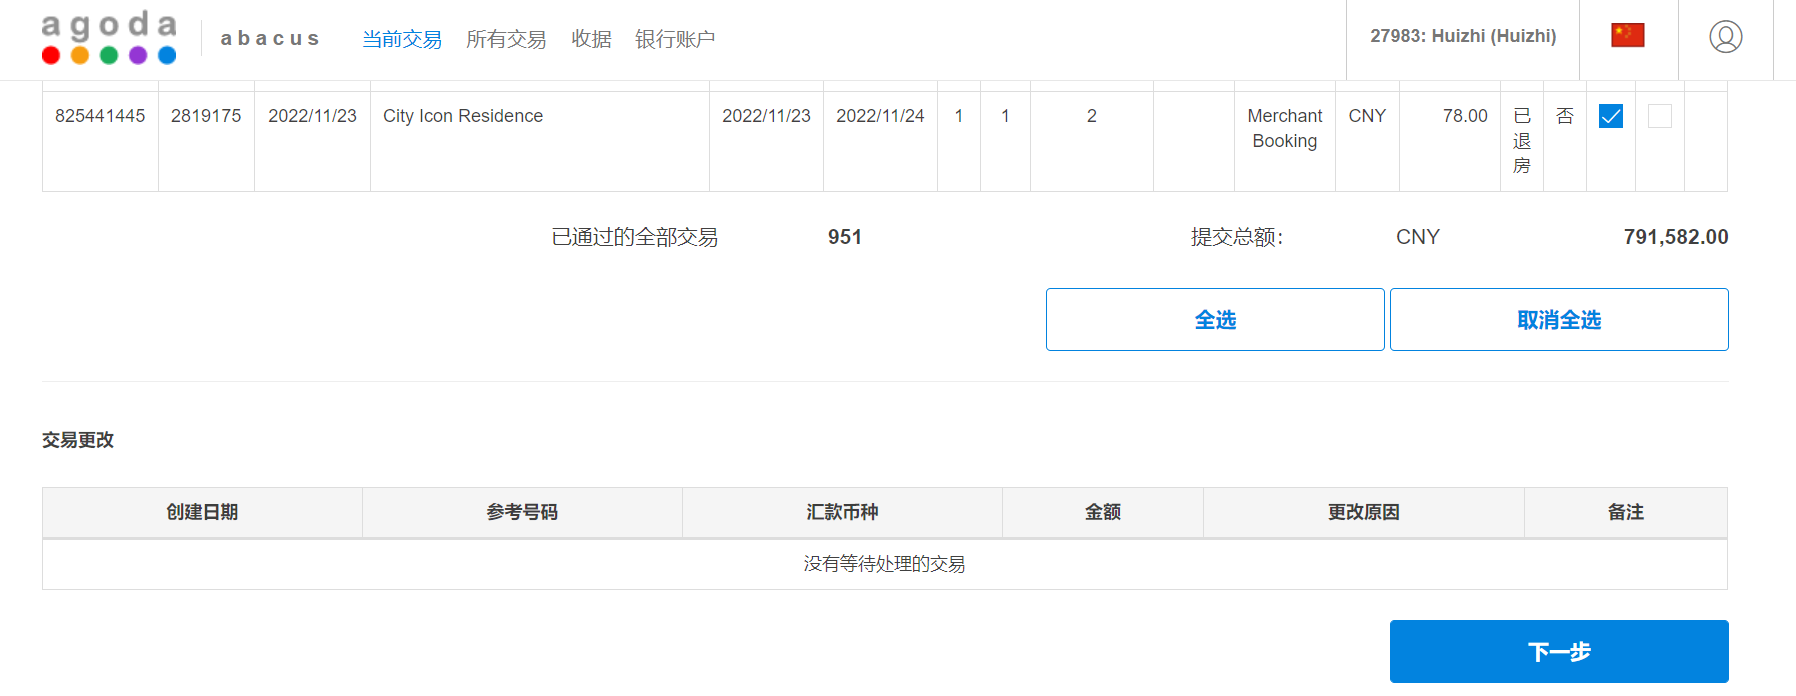 agoda
abacus 当前交易 所有交易 收据 银行账户 27983: Huizhi (Huizhi)
825441445 2819175 2022/11/23 City Icon Residence 2022/11/23 2022/11/24 1 1 2 Merchant Booking CNY 78.00 已退房 否
已通过的全部交易 951 提交总额: CNY 791,582.00
全选 取消全选
交易更改
创建日期 参考号码 汇款币种 金额 更改原因 备注
没有等待处理的交易
下一步